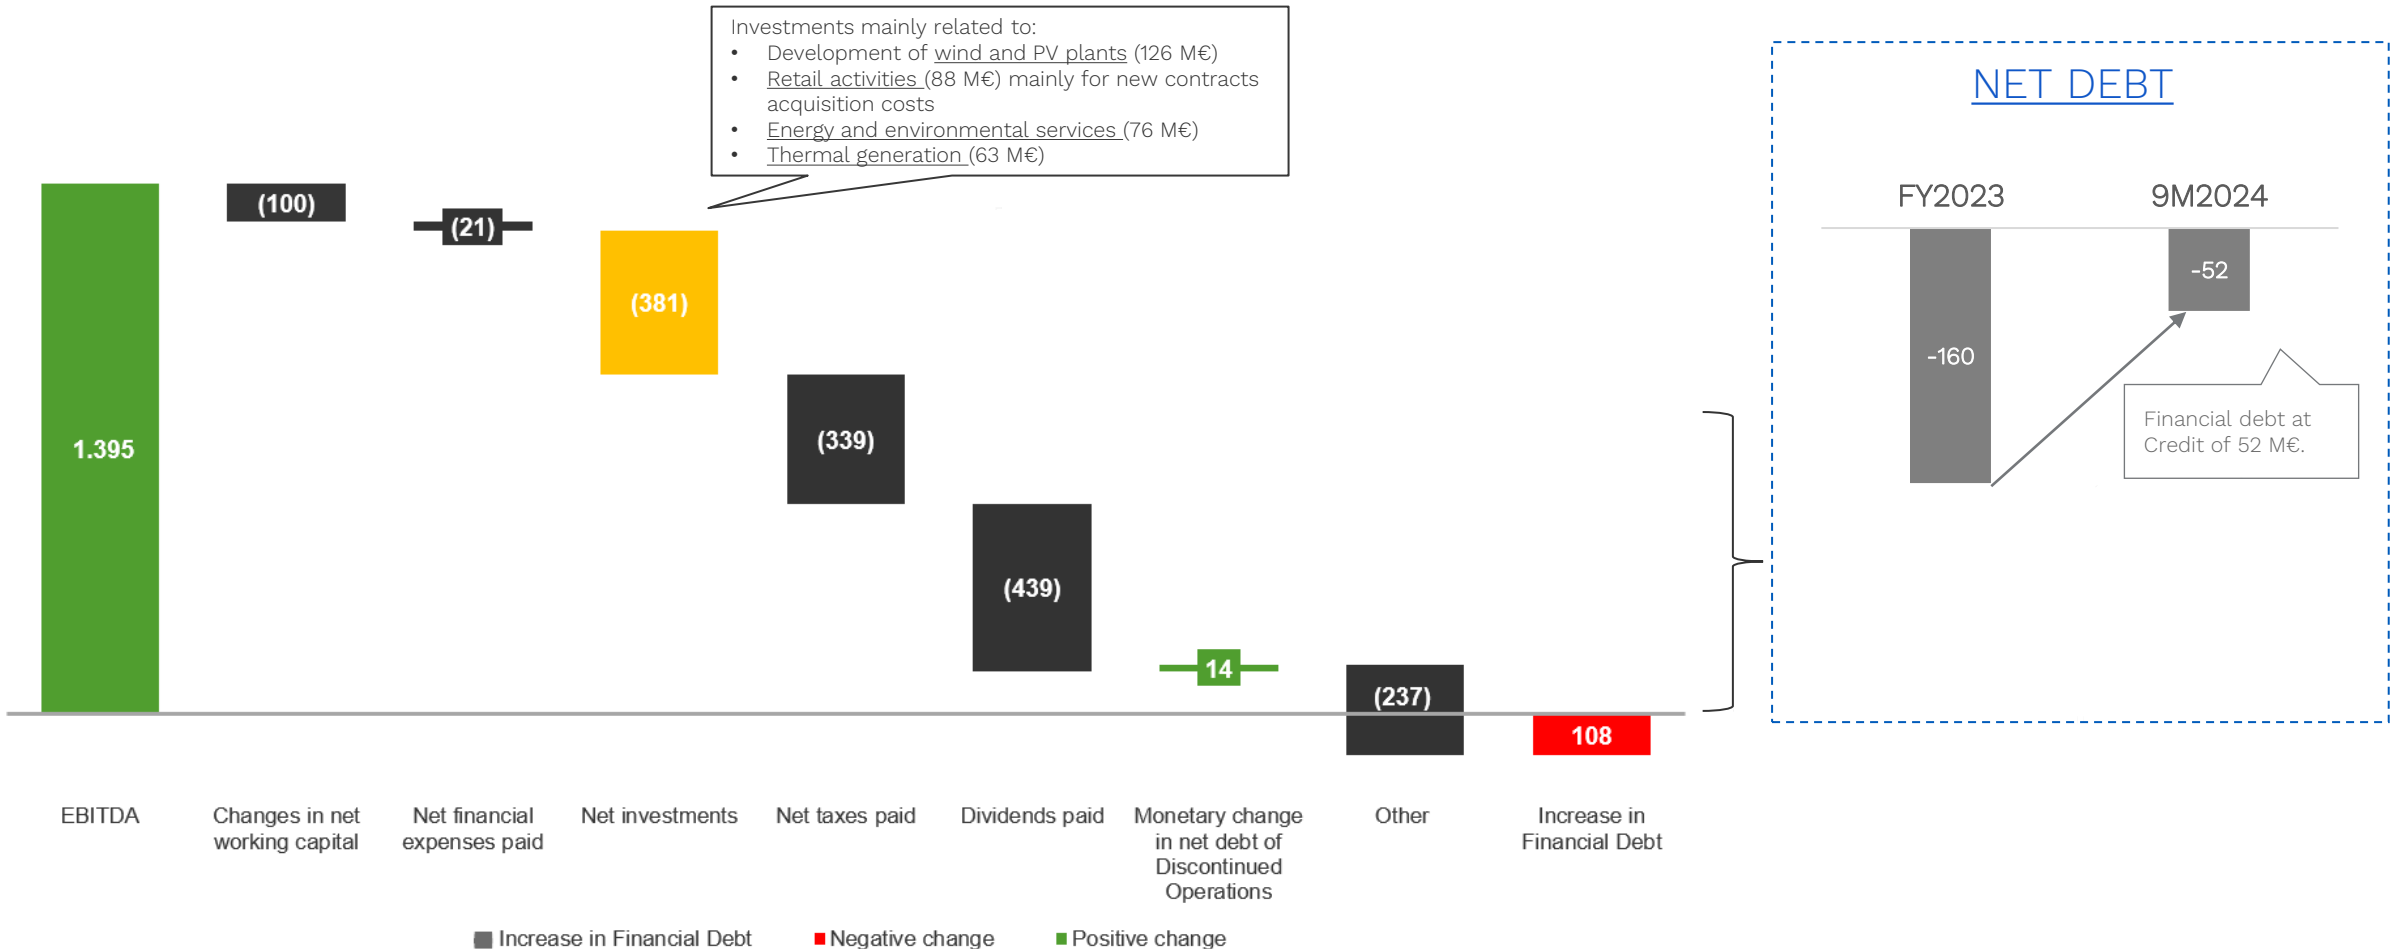 Investments mainly related to:
• Development of wind and PV plants (126 M€)
• Retail activities (88 M€) mainly for new contracts
acquisition costs
• Energy and environmental services (76 M€)
• Thermal generation (63 M€)
1.395
(100)
(21)
(381)
(339)
(439)
14
(237)
108
EBITDA
Changes in net
working capital
Net financial
expenses paid
Net investments
Net taxes paid
Dividends paid
Monetary change
in net debt of
Discontinued
Operations
Other
Increase in
Financial Debt
Increase in Financial Debt
Negative change
Positive change
NET DEBT
FY2023
9M2024
-160
-52
Financial debt at
Credit of 52 M€.